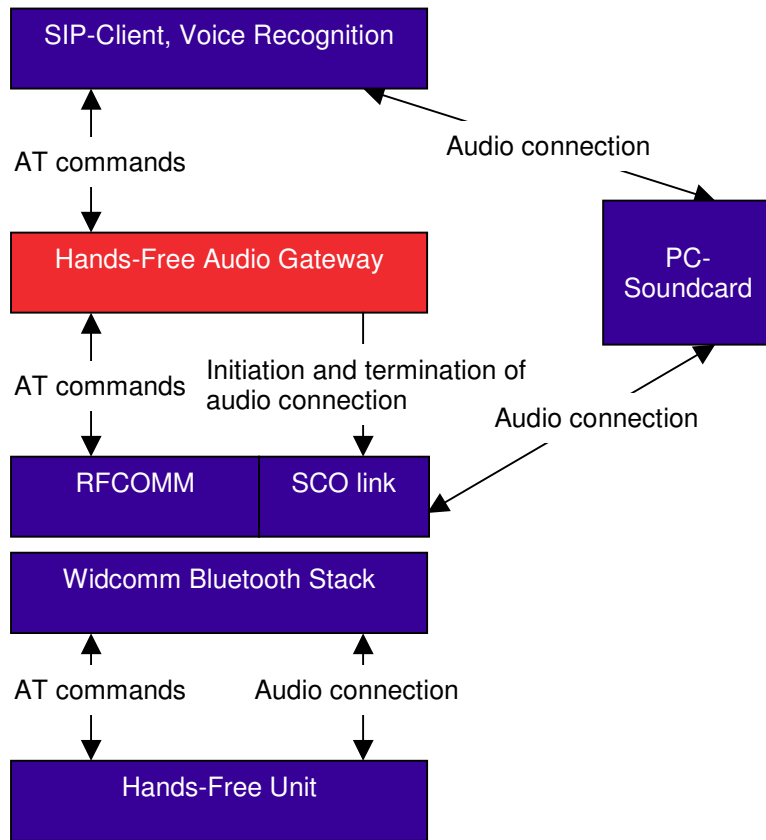 SIP-Client, Voice Recognition
Audio connection
AT commands
Hands-Free Audio Gateway
PC-
Soundcard
AT commands
Initiation and termination of
audio connection
Audio connection
RFCOMM
SCO link
Widcomm Bluetooth Stack
AT commands
Audio connection
Hands-Free Unit